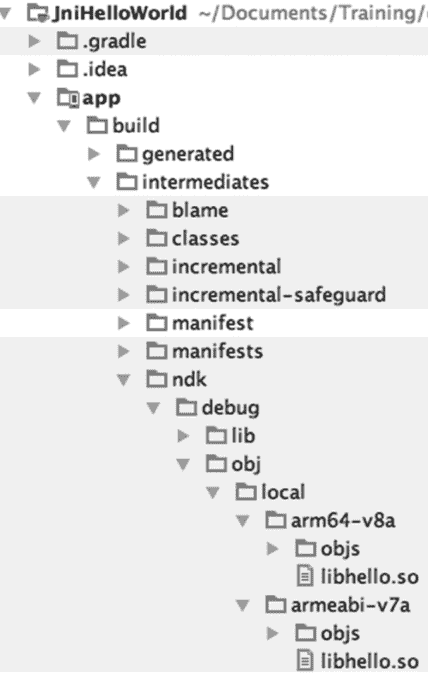 JniHelloWorld ~/Documents/Training/
.gradle
.idea
app
build
generated
intermediates
blame
classes
incremental
incremental-safeguard
manifest
manifests
ndk
debug
lib
obj
local
arm64-v8a
objs
libhello.so
armeabi-v7a
objs
libhello.so